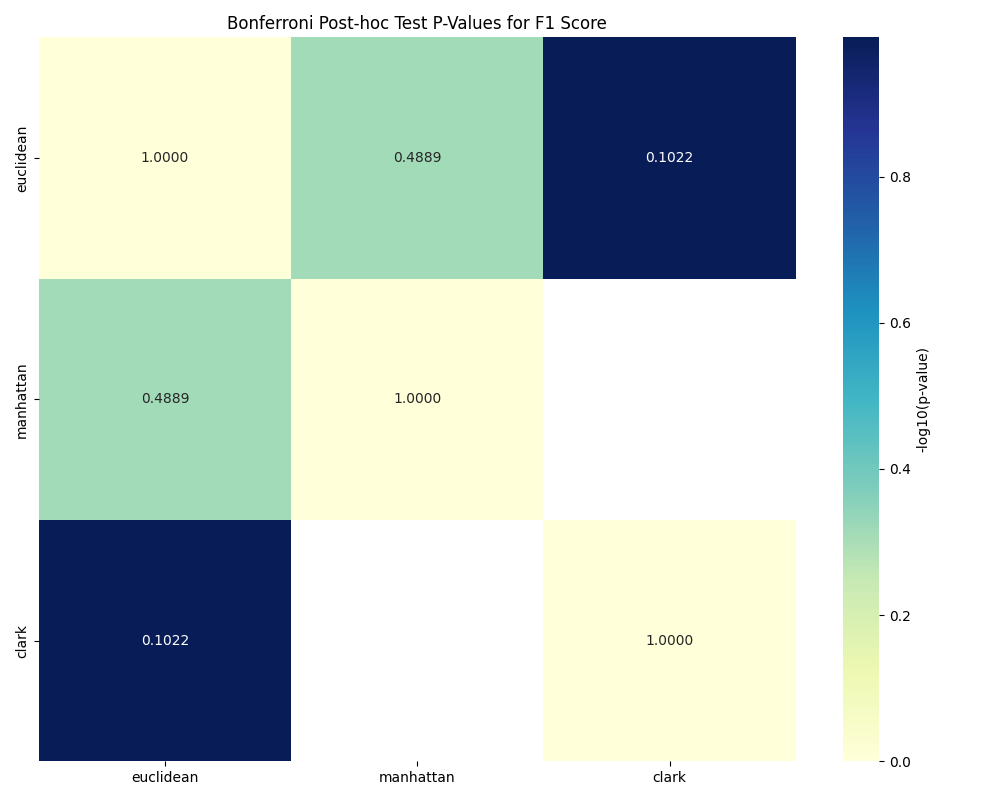 Bonferroni Post-hoc Test P-Values for F1 Score
euclidean
1.0000
0.4889
0.1022
manhattan
0.4889
1.0000
clark
0.1022
1.0000
euclidean
manhattan
clark
0.8
0.6
0.4
0.2
0.0
-log10(p-value)